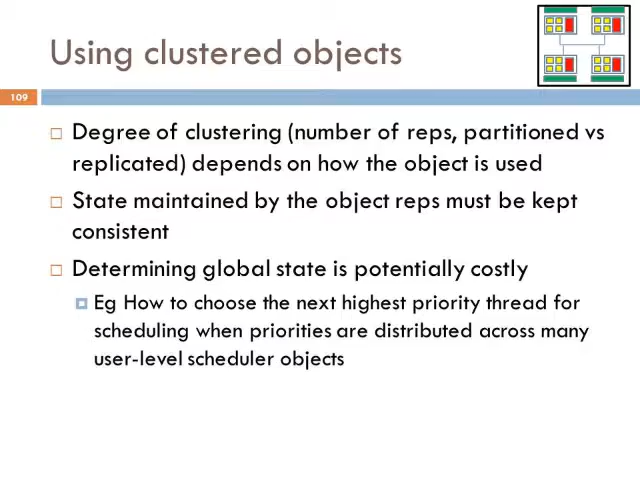 Using clustered objects
109
Degree of clustering (number of reps, partitioned vs
replicated) depends on how the object is used
State maintained by the object reps must be kept
consistent
Determining global state is potentially costly
Eg How to choose the next highest priority thread for
scheduling when priorities are distributed across many
user-level scheduler objects